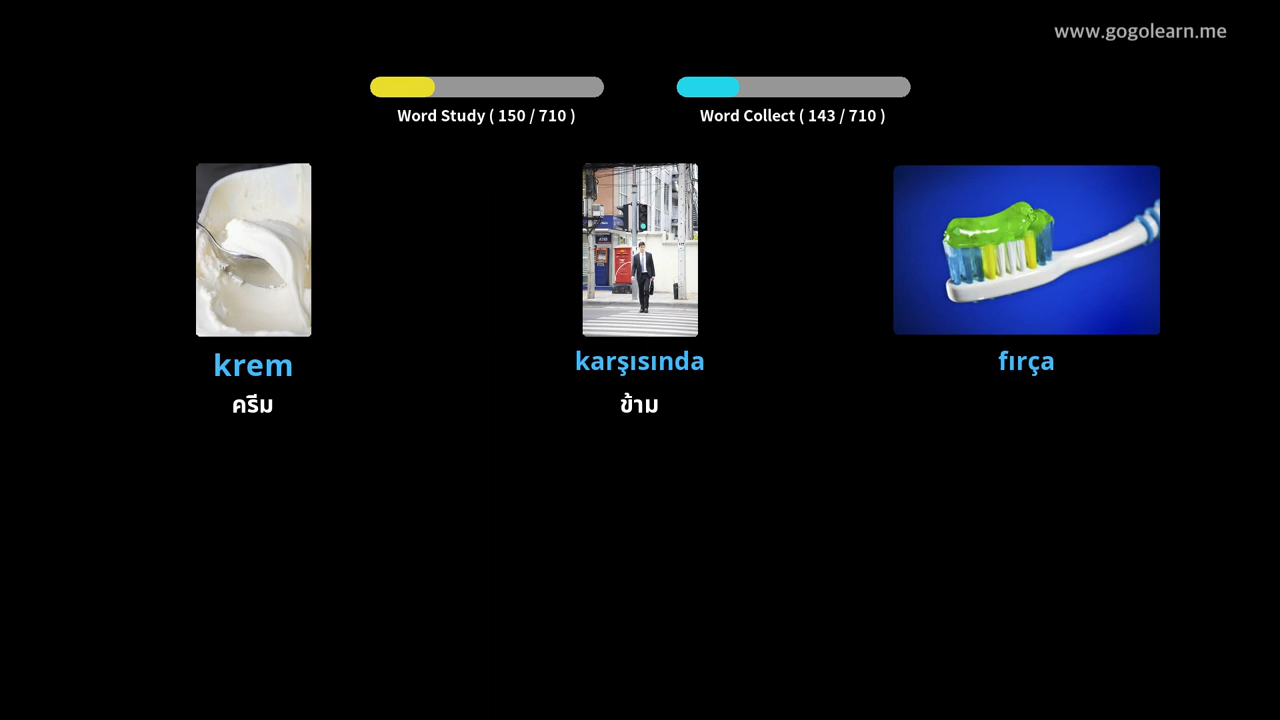 www.gogolearn.me
Word Study ( 150 / 710 )
Word Collect ( 143 / 710 )
krem
karşısında
fırça
ครีม
ข้าม